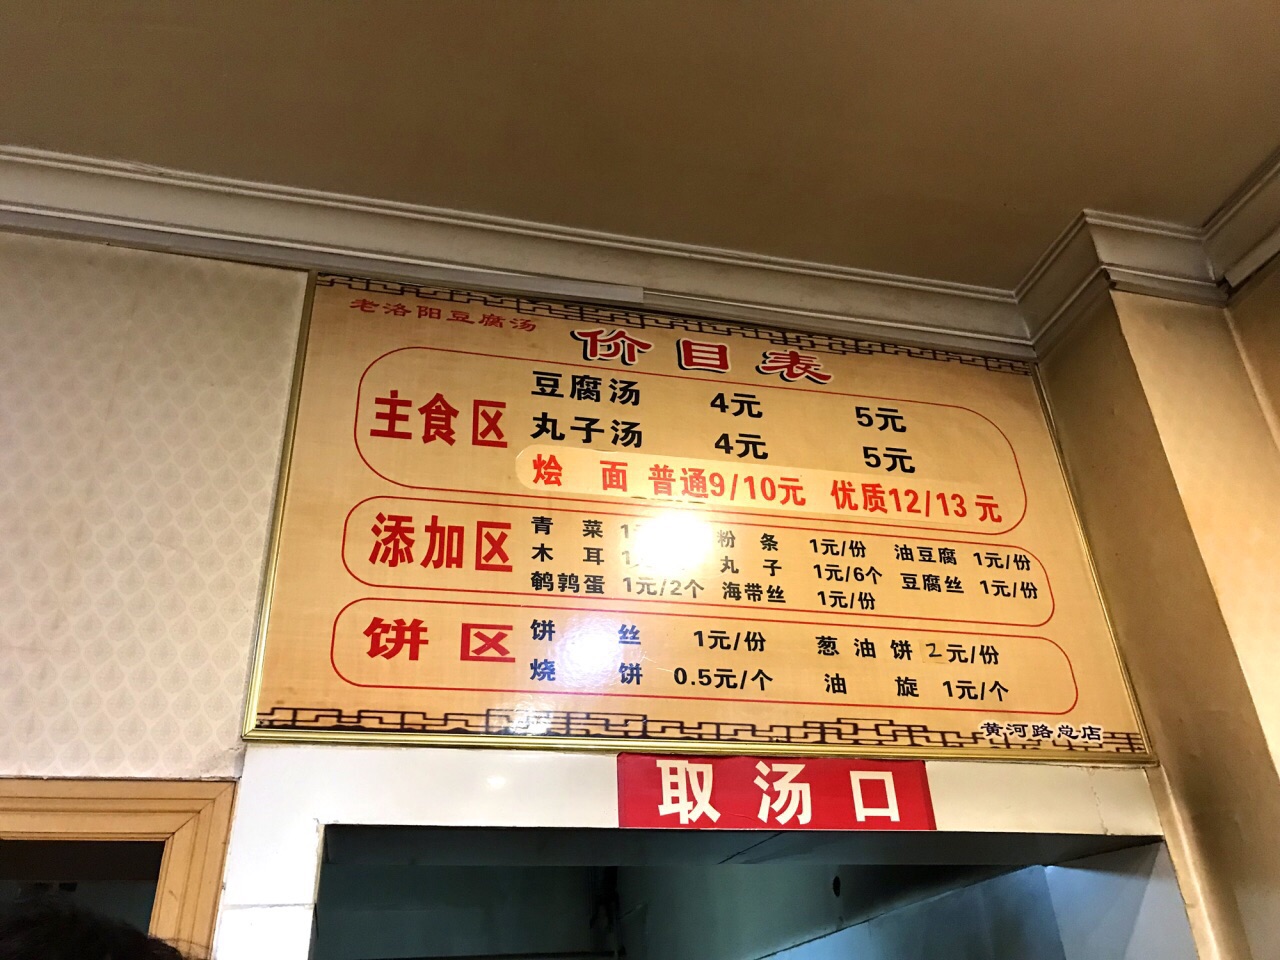 老洛阳豆腐汤
价目表
主食区
豆腐汤 4元 5元
丸子汤 4元 5元
烩 面 普通9/10元 优质12/13元
添加区
青 菜 粉 条 1元/份 油豆腐 1元/份
木 耳 丸 子 1元/6个 豆腐丝 1元/份
鹌鹑蛋 1元/2个 海带丝 1元/份
饼区
饼 丝 1元/份 葱油饼 2元/份
烧 饼 0.5元/个 油 旋 1元/个
黄河路总店
取汤口